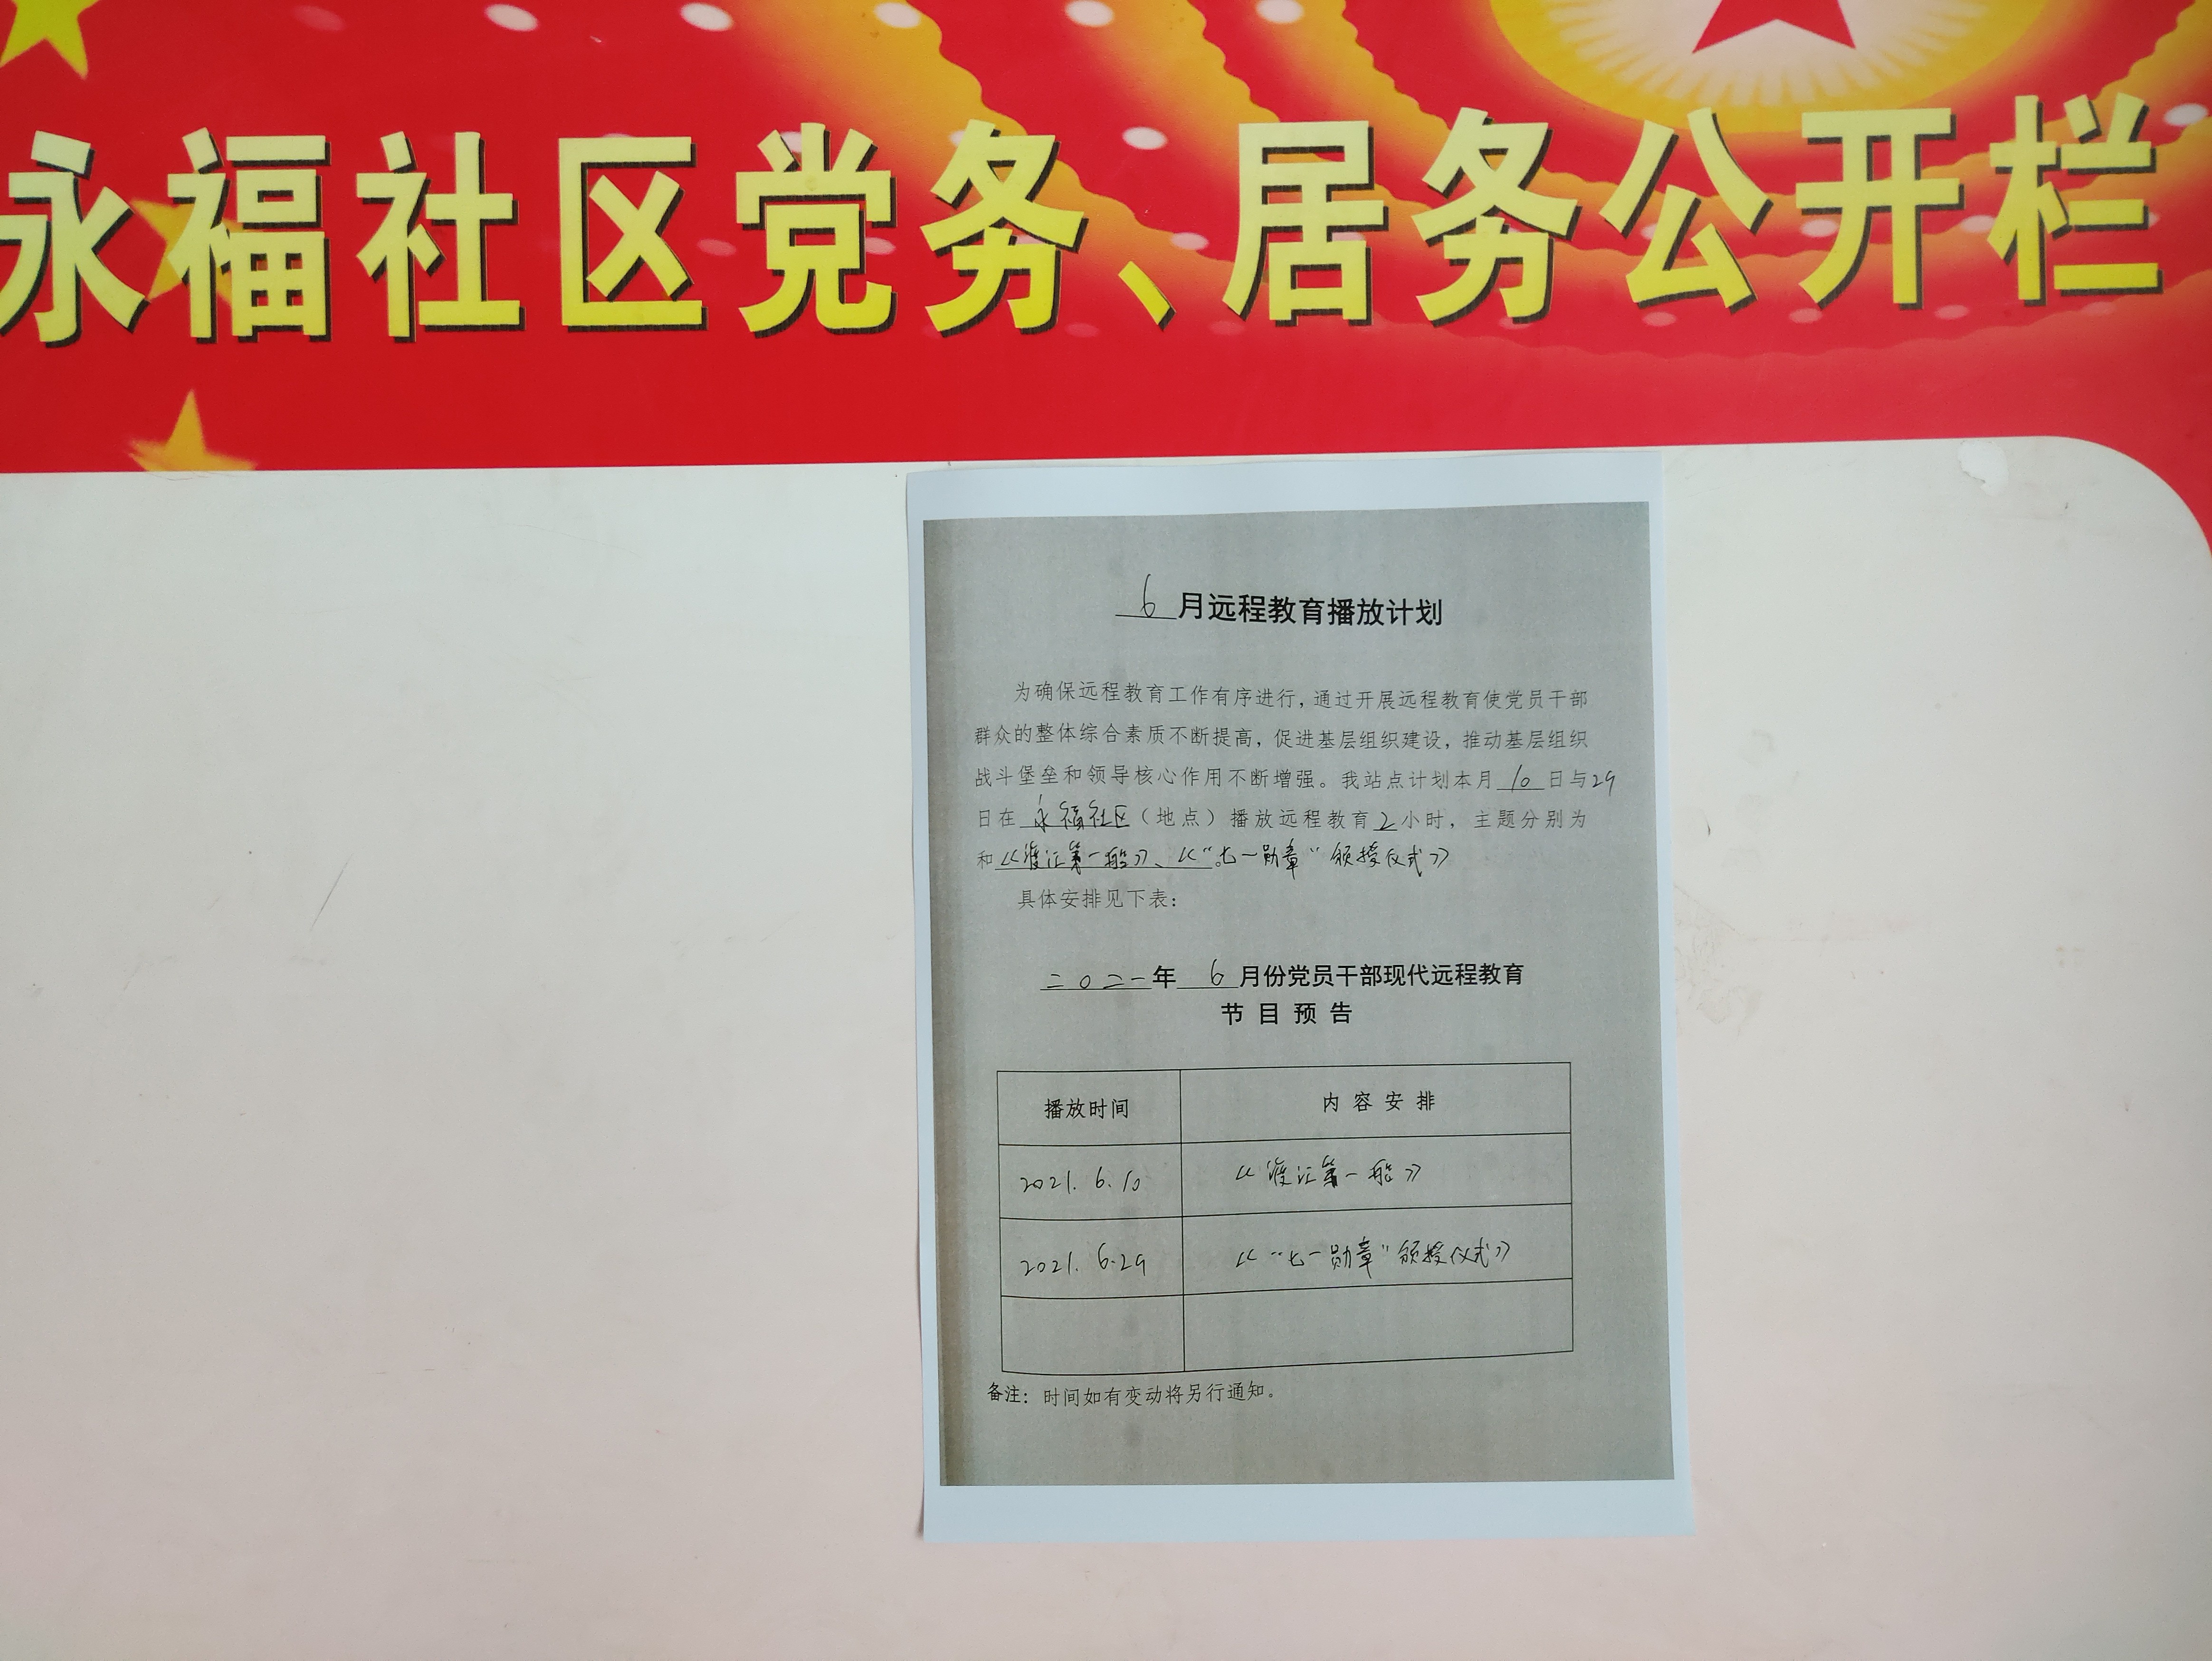 永福社区党务、居务公开栏
6月远程教育播放计划
为确保远程教育工作有序进行，通过开展远程教育使党员干部
群众的整体综合素质不断提高，促进基层组织建设，推动基层组织
战斗堡垒和领导核心作用不断增强。我站点计划本月10日与29
日在永福社区（地点）播放远程教育2小时，主题分别为
和《渡江第一船》、《“七一勋章”颁授仪式》
具体安排见下表：
二0二一年6月份党员干部现代远程教育
节目预告
播放时间 内容安排
2021.6.10 《渡江第一船》
2021.6.29 《“七一勋章”颁授仪式》
备注：时间如有变动将另行通知。